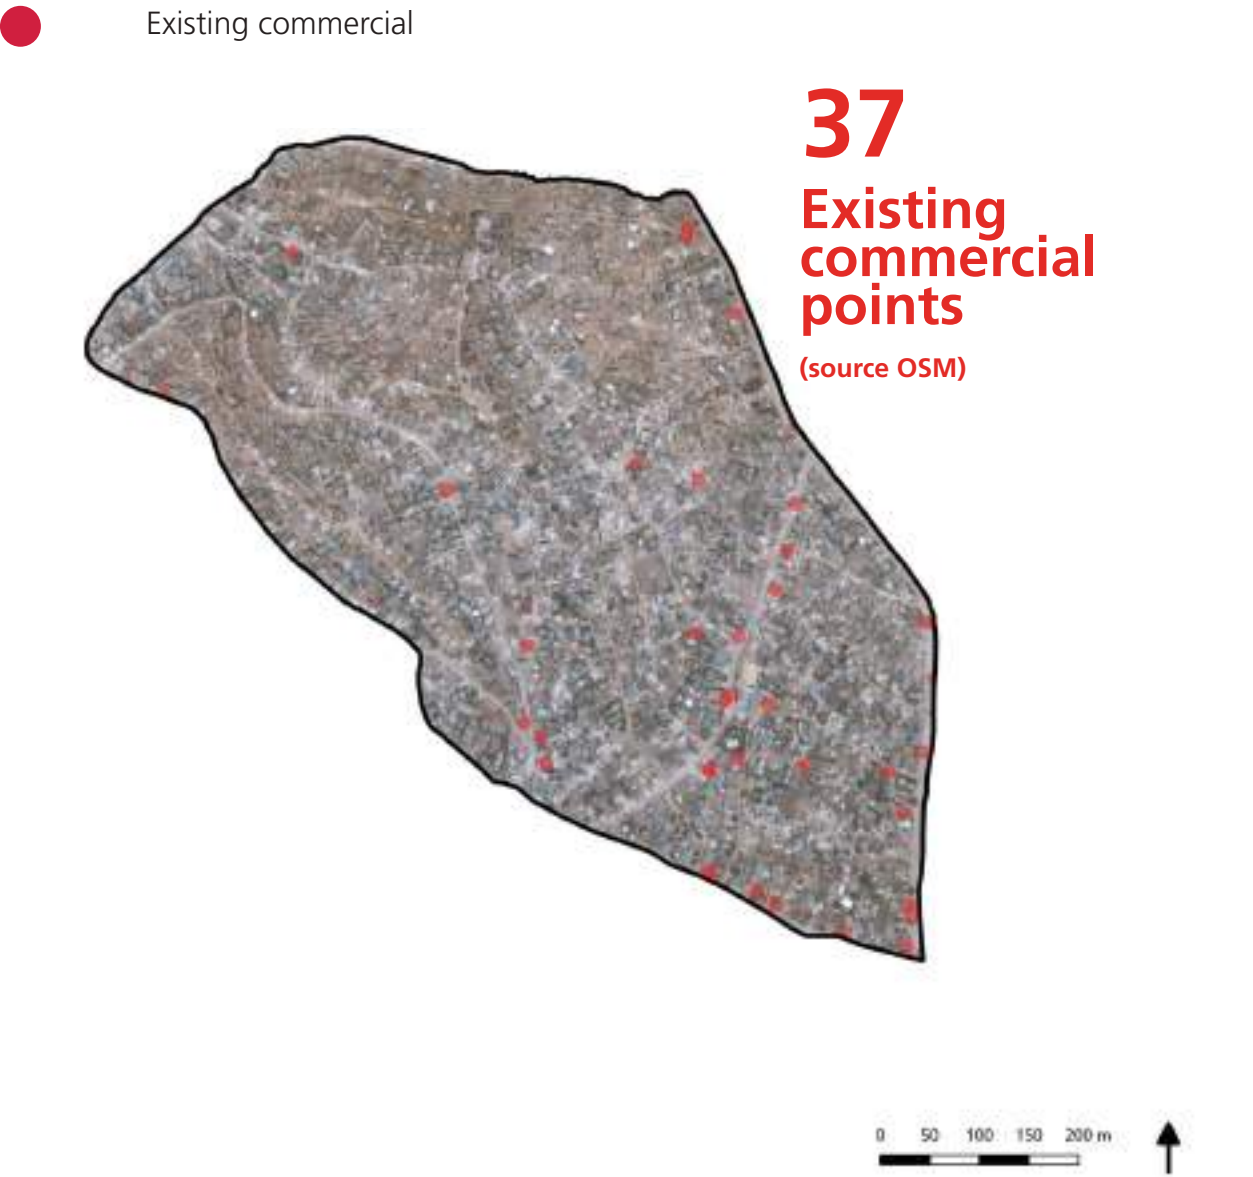 Existing commercial
37
Existing
commercial
points
(source OSM)
0 50 100 150 200 m